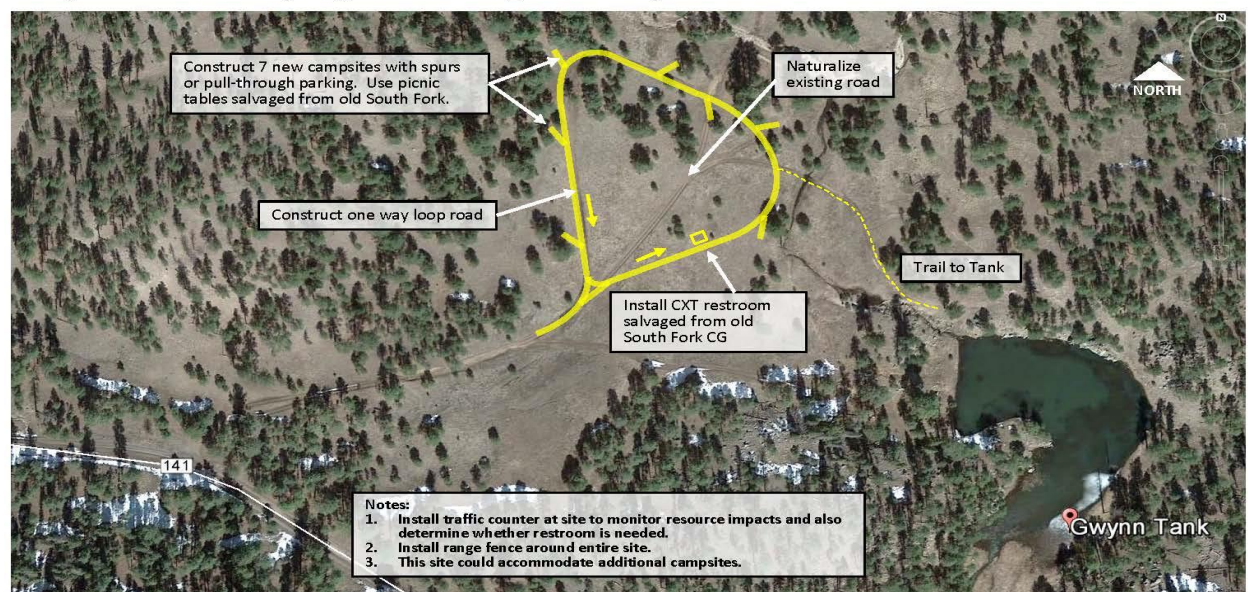 N
Construct 7 new campsites with spurs
or pull-through parking. Use picnic
tables salvaged from old South Fork.
Naturalize
existing road
NORTH
Construct one way loop road
Trail to Tank
Install CXT restroom
salvaged from old
South Fork CG
141
Notes:
1. Install traffic counter at site to monitor resource impacts and also
determine whether restroom is needed.
2. Install range fence around entire site.
3. This site could accommodate additional campsites.
Gwynn Tank